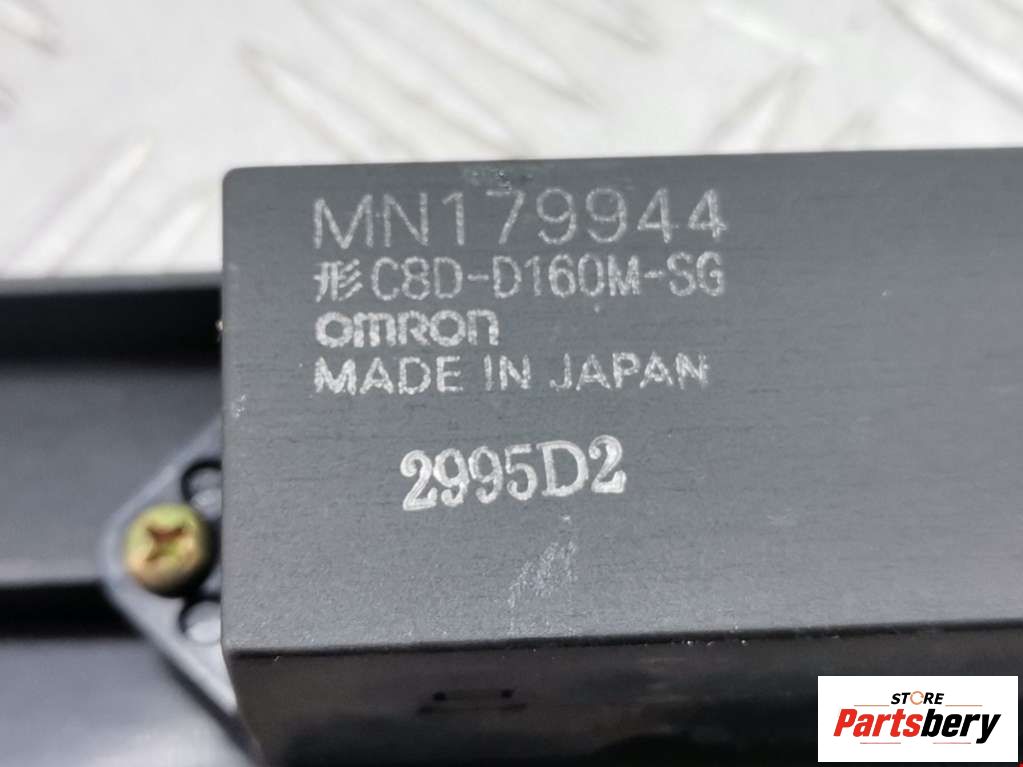 MN179944
形C8D-D160M-SG
OMRON
MADE IN JAPAN
2995D2
STORE
Partsbery